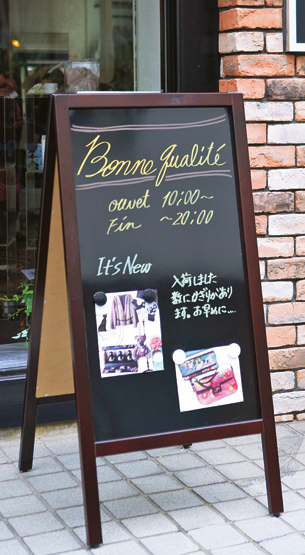 Bonne qualité
ouvet 10:00~
Fin ~20:00
It's New
入荷しました
数にかぎりがあり
ます。お早めに…